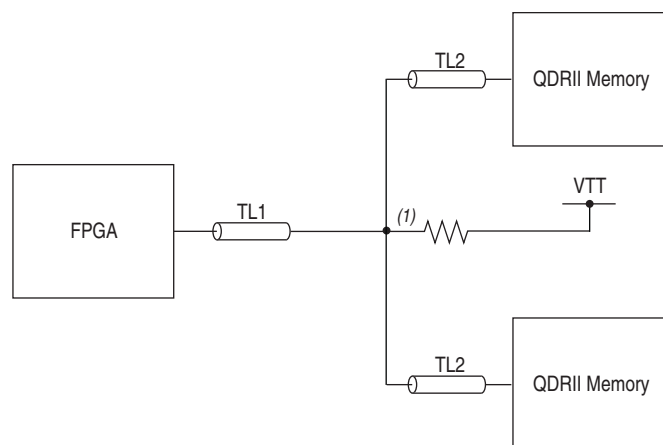 TL2
QDRII Memory
VTT
TL1
(1)
FPGA
TL2
QDRII Memory